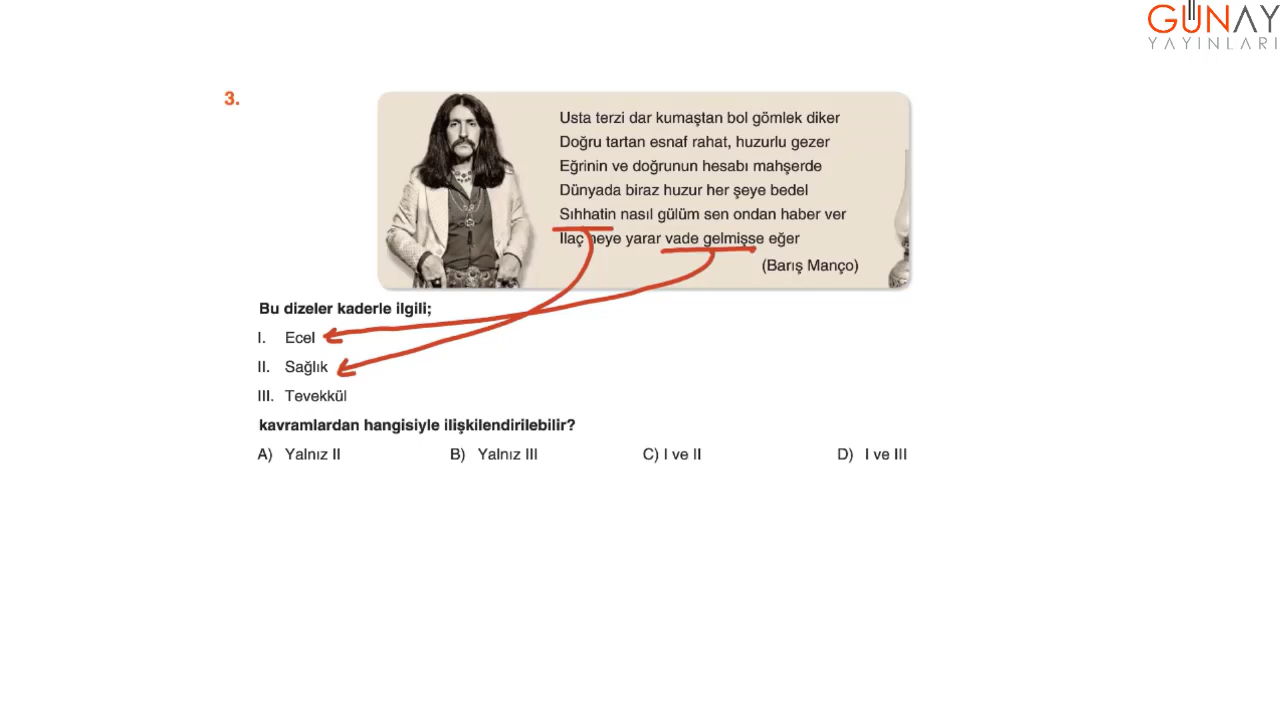 GÜNAY
YAYINLARI
3.
Usta terzi dar kumaştan bol gömlek diker
Doğru tartan esnaf rahat, huzurlu gezer
Eğrinin ve doğrunun hesabı mahşerde
Dünyada biraz huzur her şeye bedel
Sıhhatin nasıl gülüm sen ondan haber ver
İlaç neye yarar vade gelmişse eğer
(Barış Manço)
Bu dizeler kaderle ilgili;
I. Ecel
II. Sağlık
III. Tevekkül
kavramlardan hangisiyle ilişkilendirilebilir?
A) Yalnız II B) Yalnız III C) I ve II D) I ve III